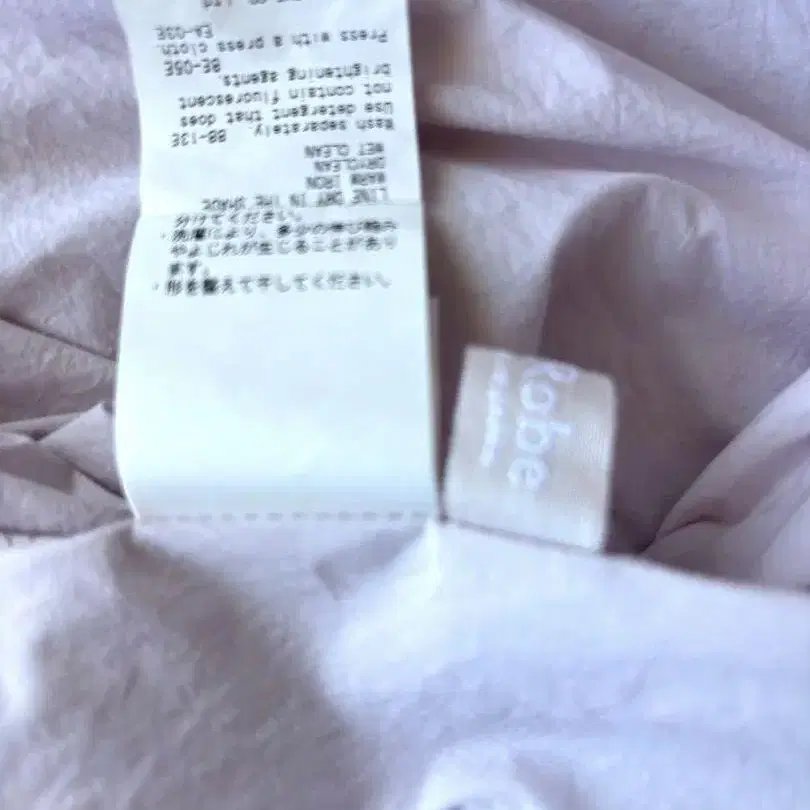 LINE DRY IN THE SHADE
WARM IRON
DRYCLEAN
WET CLEAN
Wash separately. BB-13E
Use detergent that does
not contain fluorescent
brightening agents
BE-05E
Press with a press cloth.
EA-03E
分けてください。
・洗濯により、多少の伸び縮み
やよじれが生じることがあり
ます。
・形を整えて干してください。
Robe